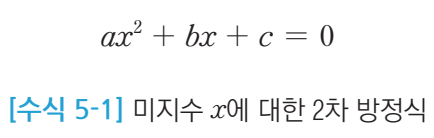 ax² + bx + c = 0
[수식 5-1] 미지수 x에 대한 2차 방정식